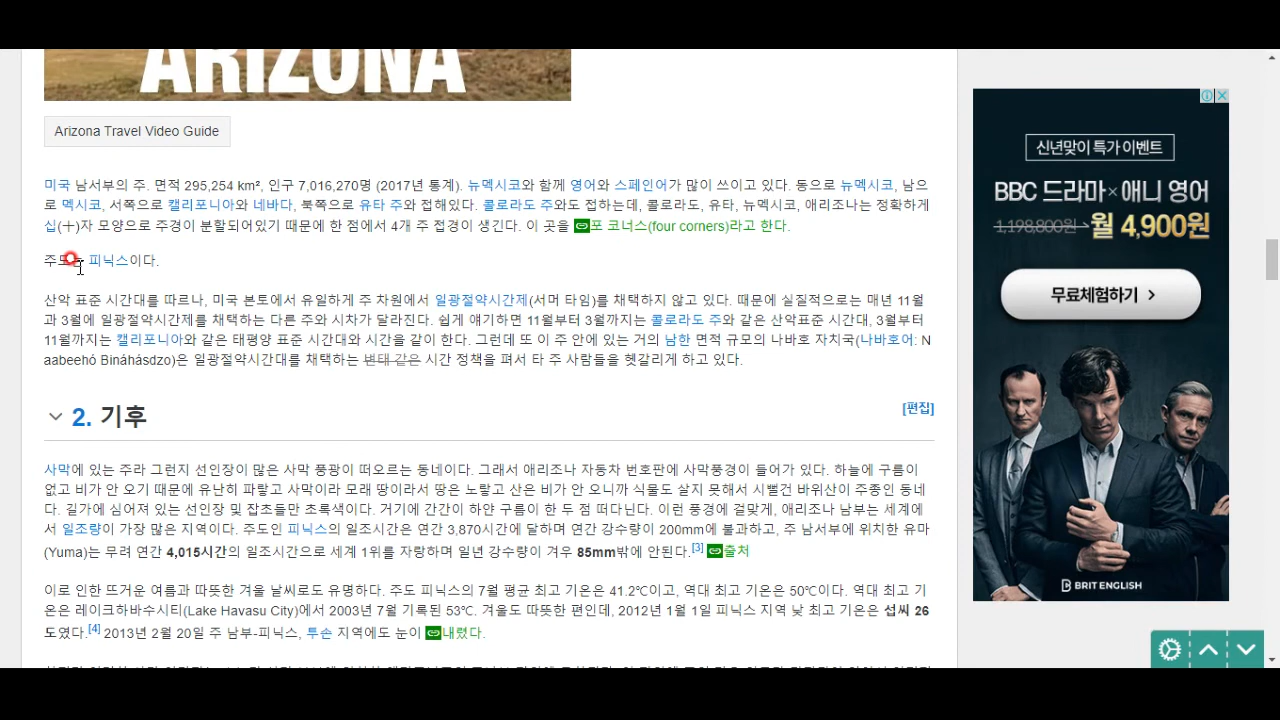 ARIZONA
Arizona Travel Video Guide
미국 남서부의 주. 면적 295,254 km², 인구 7,016,270명 (2017년 통계). 뉴멕시코와 함께 영어와 스페인어가 많이 쓰이고 있다. 동으로 뉴멕시코, 남으
로 멕시코, 서쪽으로 캘리포니아와 네바다, 북쪽으로 유타 주와 접해있다. 콜로라도 주와도 접하는데, 콜로라도, 유타, 뉴멕시코, 애리조나는 정확하게
십(十)자 모양으로 주경이 분할되어있기 때문에 한 점에서 4개 주 접경이 생긴다. 이 곳을 포 코너스(four corners)라고 한다.
피닉스이다.
산악 표준 시간대를 따르나, 미국 본토에서 유일하게 주 차원에서 일광절약시간제(서머 타임)를 채택하지 않고 있다. 때문에 실질적으로는 매년 11월
과 3월에 일광절약시간제를 채택하는 다른 주와 시차가 달라진다. 쉽게 얘기하면 11월부터 3월까지는 콜로라도 주와 같은 산악표준 시간대, 3월부터
11월까지는 캘리포니아와 같은 태평양 표준 시간대와 시간을 같이 한다. 그런데 또 이 주 안에 있는 거의 남한 면적 규모의 나바호 자치국(나바호어: N
aabeehó Bináhásdzo)은 일광절약시간대를 채택하는 변태 같은 시간 정책을 펴서 타 주 사람들을 헷갈리게 하고 있다.
2. 기후
[편집]
사막에 있는 주라 그런지 선인장이 많은 사막 풍광이 떠오르는 동네이다. 그래서 애리조나 자동차 번호판에 사막풍경이 들어가 있다. 하늘에 구름이
없고 비가 안 오기 때문에 유난히 파랗고 사막이라 모래 땅이라서 땅은 노랗고 산은 비가 안 오니까 식물도 살지 못해서 시뻘건 바위산이 주종인 동네
다. 길가에 심어져 있는 선인장 및 잡초들만 초록색이다. 거기에 간간이 하얀 구름이 한 두 점 떠다닌다. 이런 풍경에 걸맞게, 애리조나 남부는 세계에
서 일조량이 가장 많은 지역이다. 주도인 피닉스의 일조시간은 연간 3,870시간에 달하며 연간 강수량이 200mm에 불과하고, 주 남서부에 위치한 유마
(Yuma)는 무려 연간 4,015시간의 일조시간으로 세계 1위를 자랑하며 일년 강수량이 겨우 85mm밖에 안된다.[3] 출처
이로 인한 뜨거운 여름과 따뜻한 겨울 날씨로도 유명하다. 주도 피닉스의 7월 평균 최고 기온은 41.2℃이고, 역대 최고 기온은 50℃이다. 역대 최고 기
온은 레이크하바수시티(Lake Havasu City)에서 2003년 7월 기록된 53℃. 겨울도 따뜻한 편인데, 2012년 1월 1일 피닉스 지역 낮 최고 기온은 섭씨 26
도였다.[4] 2013년 2월 20일 주 남부-피닉스, 투손 지역에도 눈이 내렸다.
신년맞이 특가 이벤트
BBC 드라마×애니 영어
1,198,800원→월 4,900원
무료체험하기 >
BRIT ENGLISH